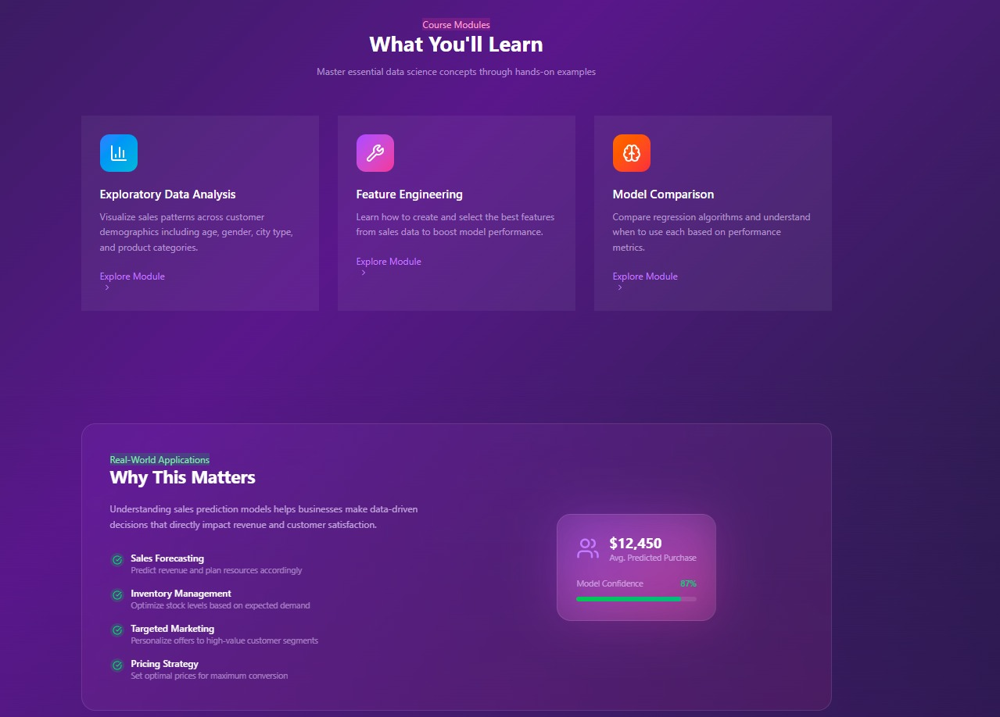 Course Modules
What You'll Learn
Master essential data science concepts through hands-on examples
Exploratory Data Analysis
Visualize sales patterns across customer
demographics including age, gender, city type,
and product categories.
Explore Module
Feature Engineering
Learn how to create and select the best features
from sales data to boost model performance.
Explore Module
Model Comparison
Compare regression algorithms and understand
when to use each based on performance
metrics.
Explore Module
Real-World Applications
Why This Matters
Understanding sales prediction models helps businesses make data-driven
decisions that directly impact revenue and customer satisfaction.
Sales Forecasting
Predict revenue and plan resources accordingly
Inventory Management
Optimize stock levels based on expected demand
Targeted Marketing
Personalize offers to high-value customer segments
Pricing Strategy
Set optimal prices for maximum conversion
$12,450
Avg. Predicted Purchase
Model Confidence 87%